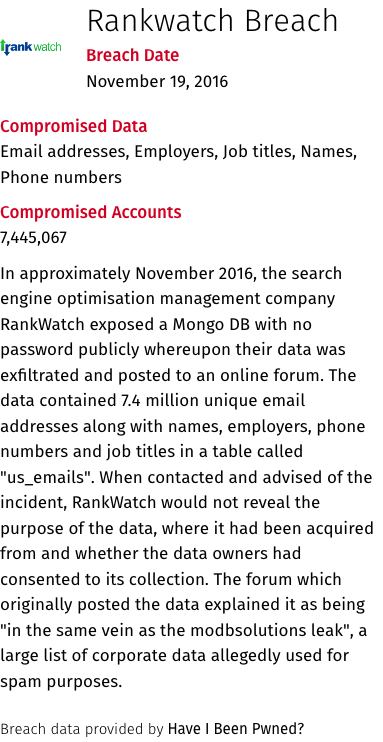 Rankwatch Breach
rankwatch
Breach Date
November 19, 2016
Compromised Data
Email addresses, Employers, Job titles, Names,
Phone numbers
Compromised Accounts
7,445,067
In approximately November 2016, the search
engine optimisation management company
RankWatch exposed a Mongo DB with no
password publicly whereupon their data was
exfiltrated and posted to an online forum. The
data contained 7.4 million unique email
addresses along with names, employers, phone
numbers and job titles in a table called
"us_emails". When contacted and advised of the
incident, RankWatch would not reveal the
purpose of the data, where it had been acquired
from and whether the data owners had
consented to its collection. The forum which
originally posted the data explained it as being
"in the same vein as the modbsolutions leak", a
large list of corporate data allegedly used for
spam purposes.
Breach data provided by Have I Been Pwned?